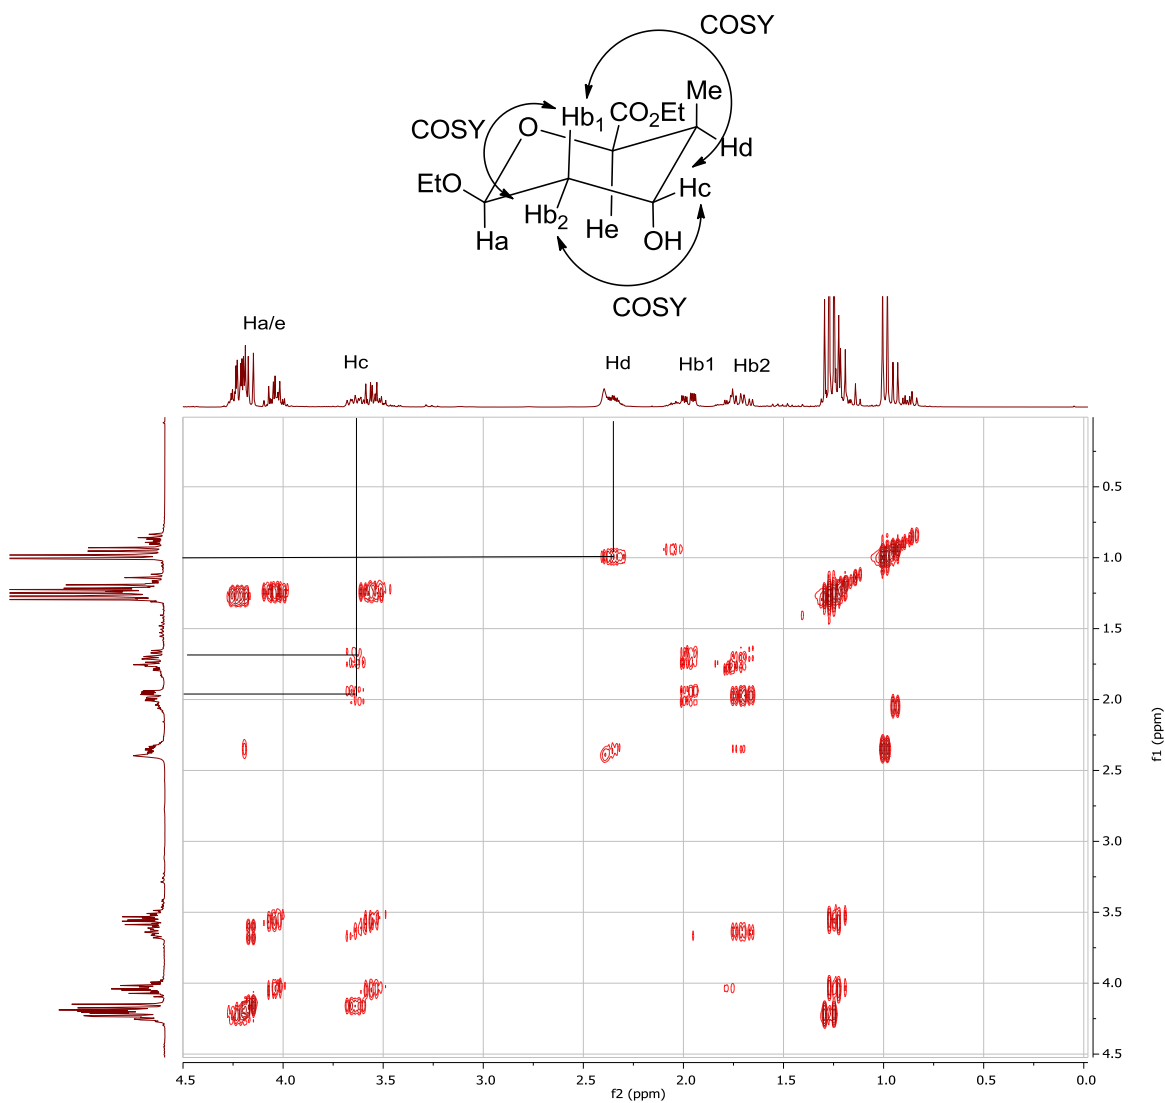 COSY
Me
Hb1 CO2Et
COSY O
Hd
EtO Hc
Hb2
He
Ha OH
COSY
Ha/e
Hc Hd Hb1 Hb2
0.5
1.0
1.5
2.0
2.5
3.0
3.5
4.0
4.5
f1 (ppm)
4.5 4.0 3.5 3.0 2.5 2.0 1.5 1.0 0.5 0.0
f2 (ppm)